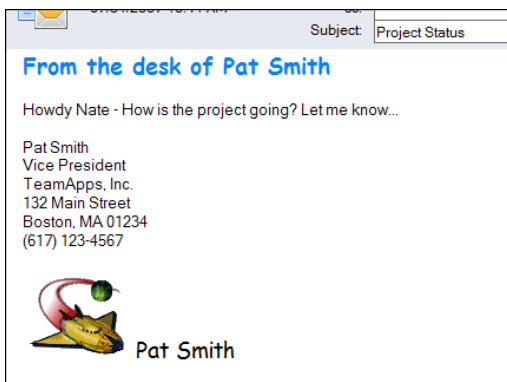 Subject: Project Status
From the desk of Pat Smith
Howdy Nate - How is the project going? Let me know...
Pat Smith
Vice President
TeamApps, Inc.
132 Main Street
Boston, MA 01234
(617) 123-4567
Pat Smith